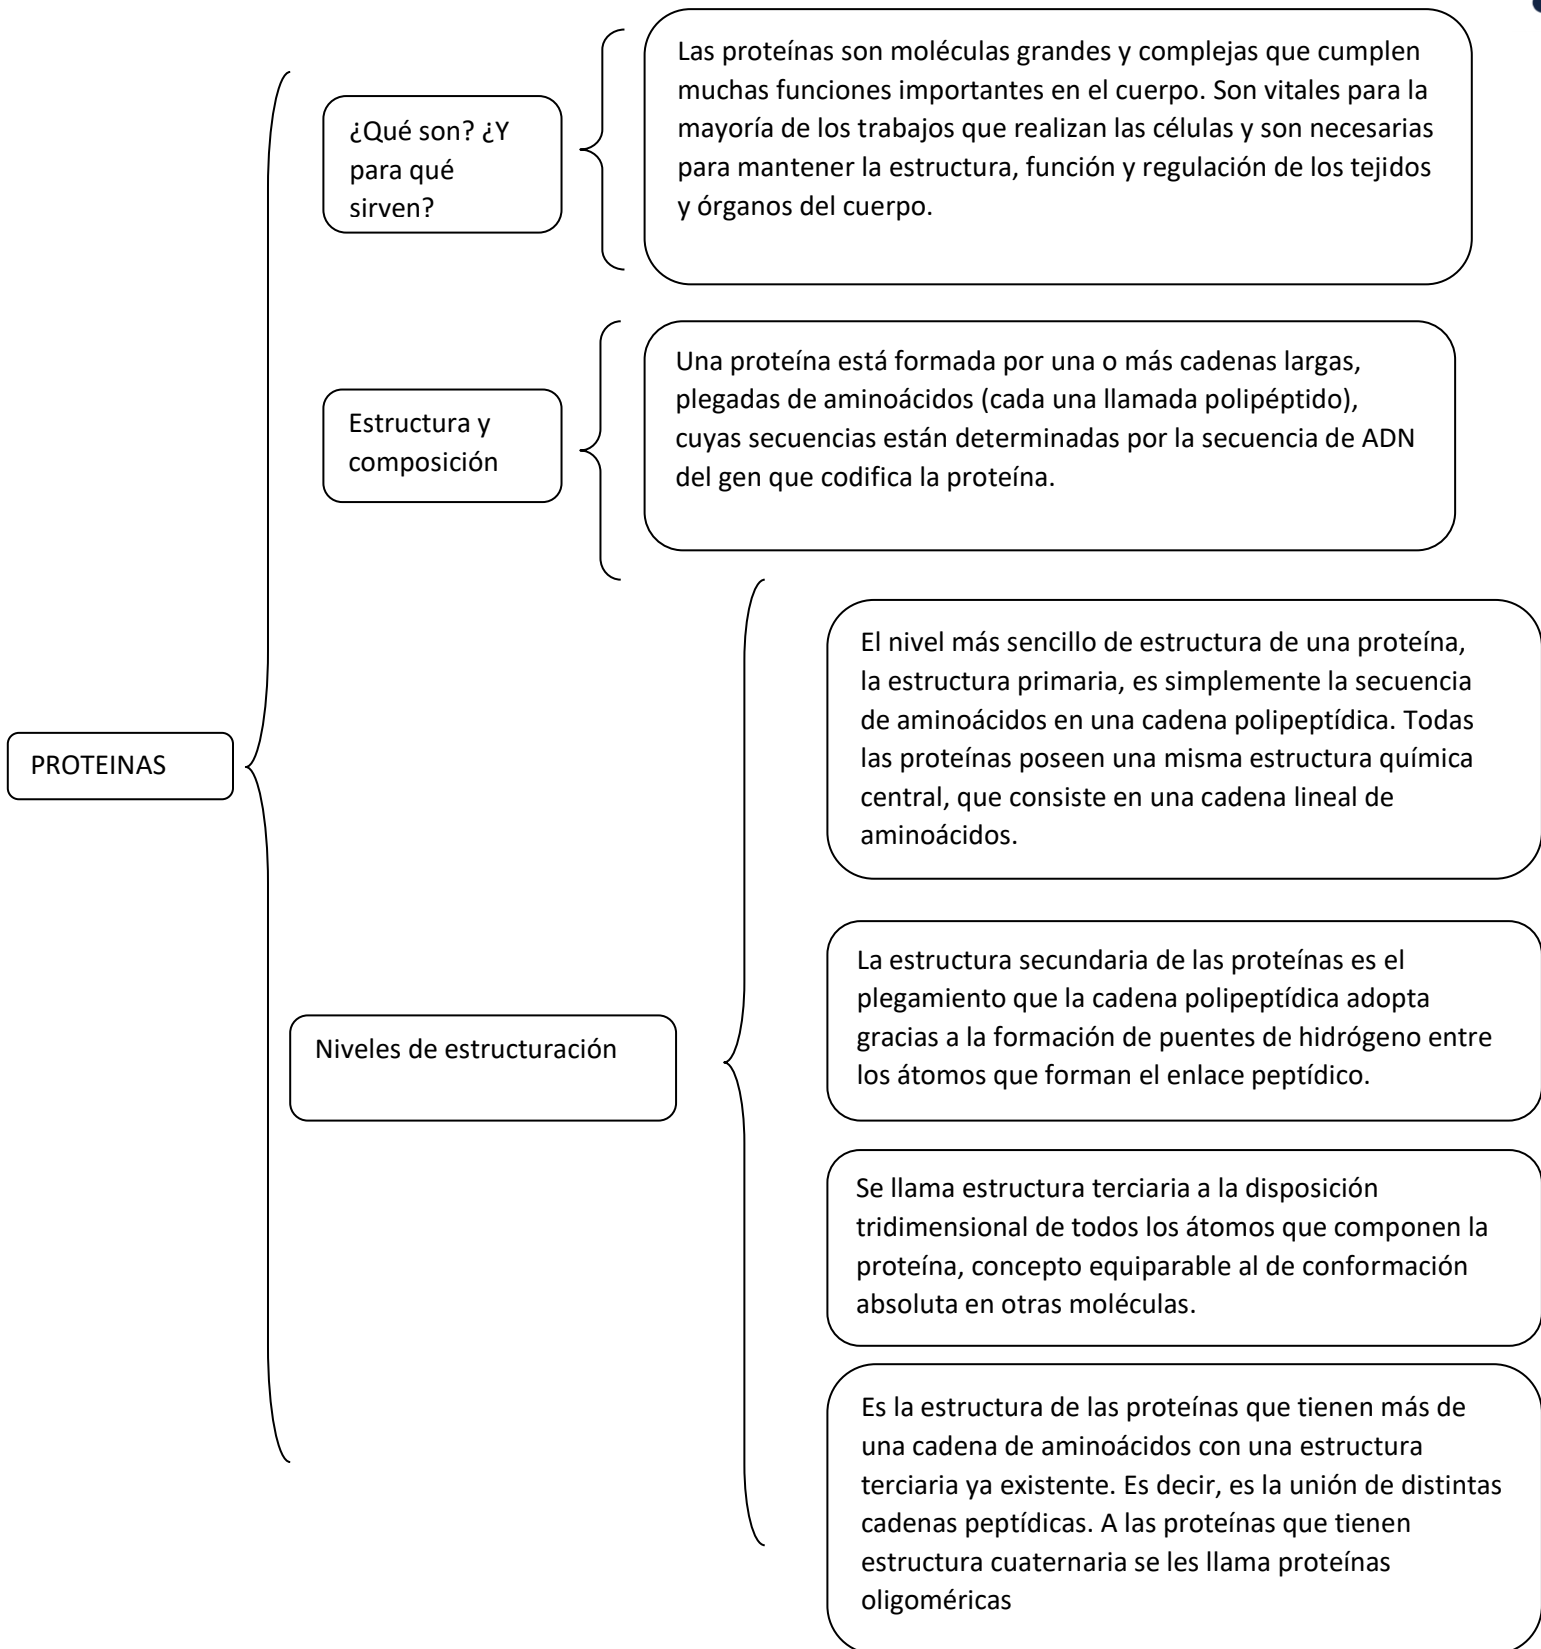 Las proteínas son moléculas grandes y complejas que cumplen
muchas funciones importantes en el cuerpo. Son vitales para la
mayoría de los trabajos que realizan las células y son necesarias
para mantener la estructura, función y regulación de los tejidos
y órganos del cuerpo.
¿Qué son? ¿Y
para qué
sirven?
Una proteína está formada por una o más cadenas largas,
plegadas de aminoácidos (cada una llamada polipéptido),
cuyas secuencias están determinadas por la secuencia de ADN
del gen que codifica la proteína.
Estructura y
composición
El nivel más sencillo de estructura de una proteína,
la estructura primaria, es simplemente la secuencia
de aminoácidos en una cadena polipeptídica. Todas
las proteínas poseen una misma estructura química
central, que consiste en una cadena lineal de
aminoácidos.
PROTEINAS
La estructura secundaria de las proteínas es el
plegamiento que la cadena polipeptídica adopta
gracias a la formación de puentes de hidrógeno entre
los átomos que forman el enlace peptídico.
Niveles de estructuración
Se llama estructura terciaria a la disposición
tridimensional de todos los átomos que componen la
proteína, concepto equiparable al de conformación
absoluta en otras moléculas.
Es la estructura de las proteínas que tienen más de
una cadena de aminoácidos con una estructura
terciaria ya existente. Es decir, es la unión de distintas
cadenas peptídicas. A las proteínas que tienen
estructura cuaternaria se les llama proteínas
oligoméricas